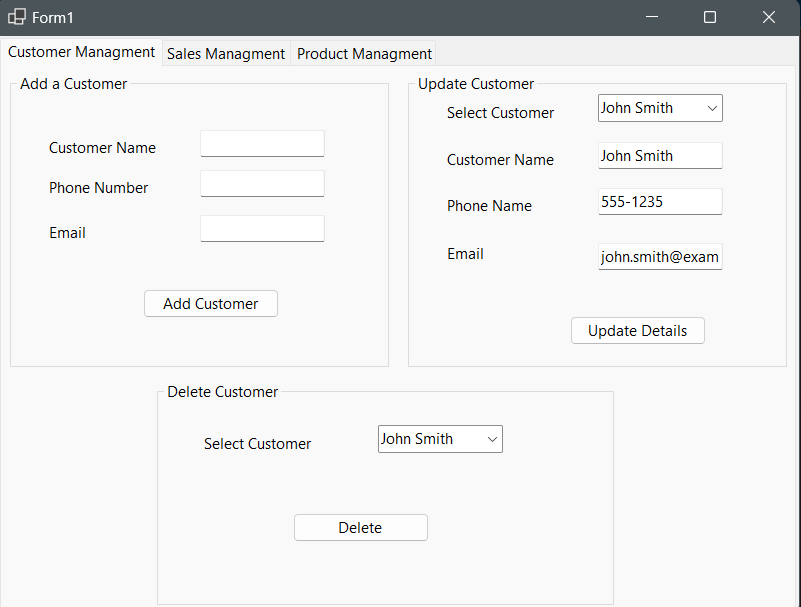 Form1
Customer Managment
Sales Managment
Product Managment
Add a Customer
Customer Name
Phone Number
Email
Add Customer
Update Customer
Select Customer
John Smith
Customer Name
John Smith
Phone Name
555-1235
Email
john.smith@exam
Update Details
Delete Customer
Select Customer
John Smith
Delete